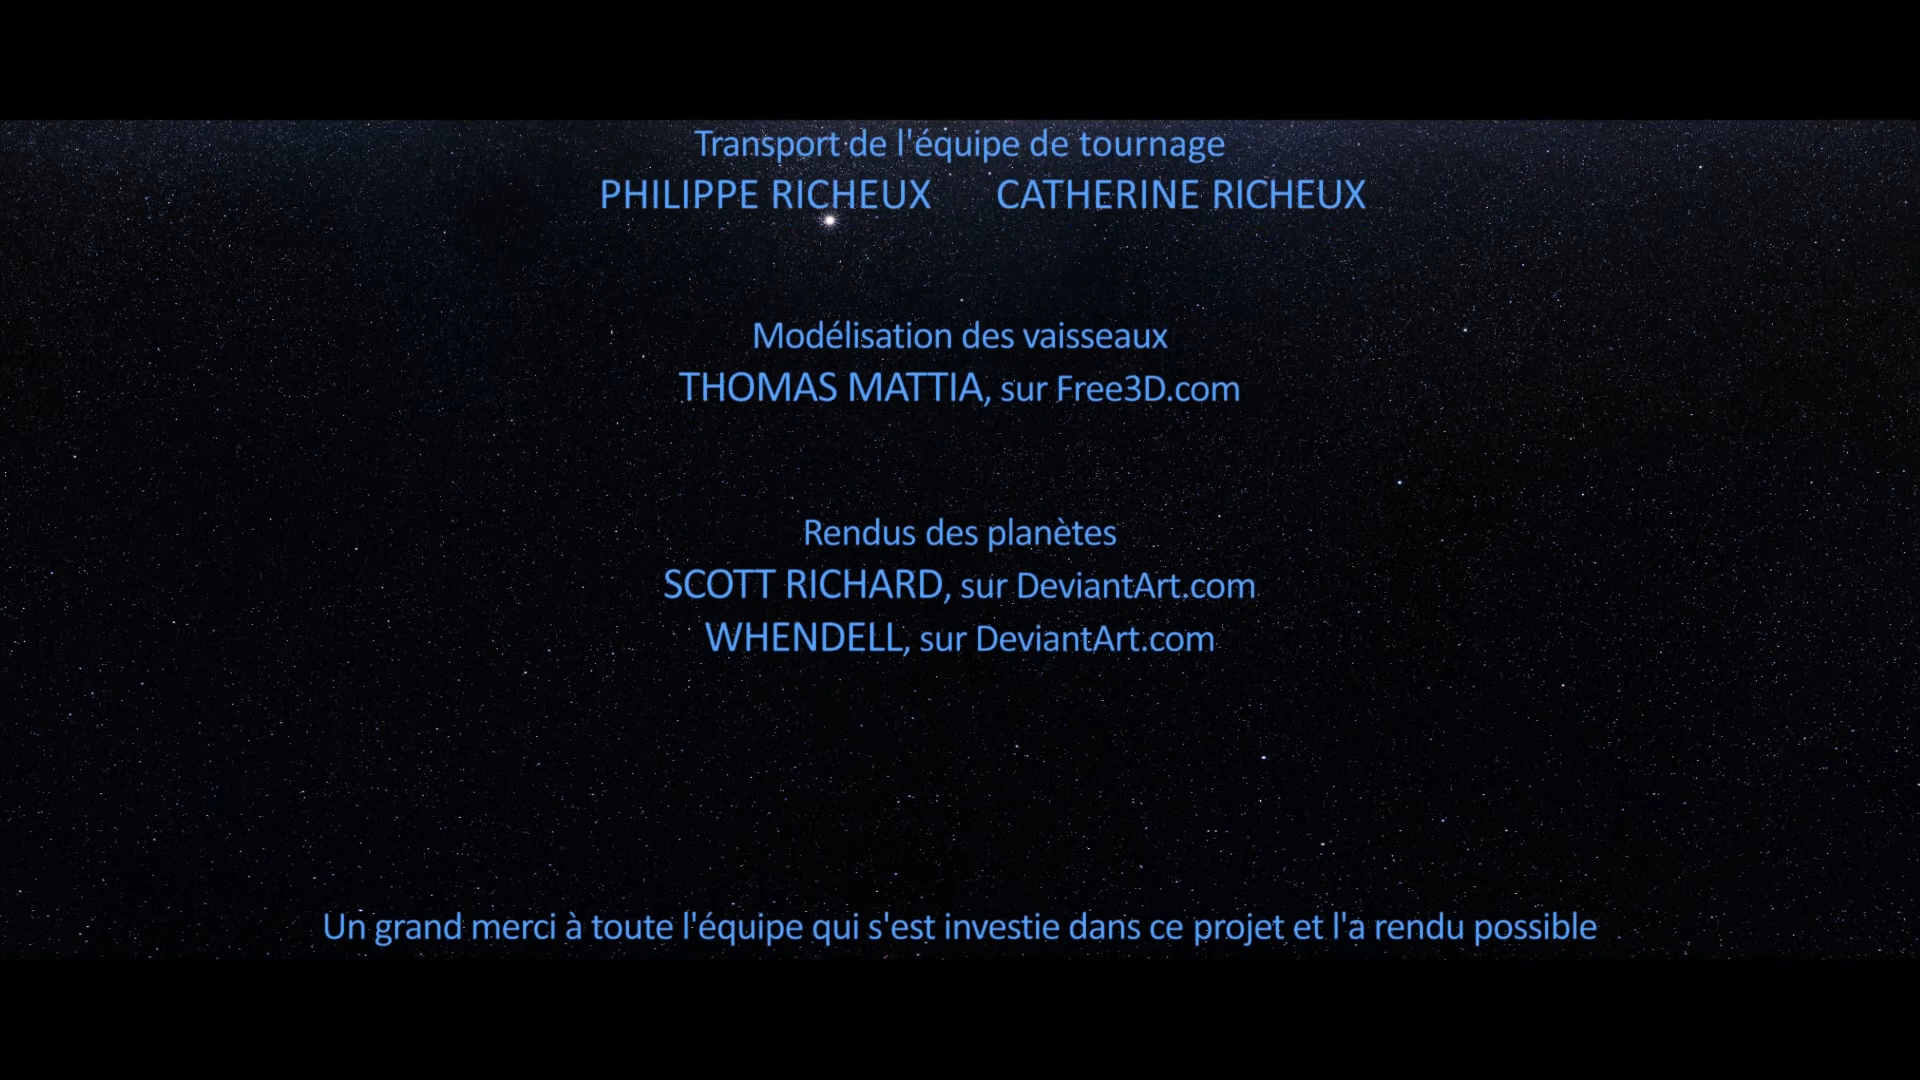 Transport de l'équipe de tournage
PHILIPPE RICHEUX CATHERINE RICHEUX
Modélisation des vaisseaux
THOMAS MATTIA, sur Free3D.com
Rendus des planètes
SCOTT RICHARD, sur DeviantArt.com
WHENDELL, sur DeviantArt.com
Un grand merci à toute l'équipe qui s'est investie dans ce projet et l'a rendu possible